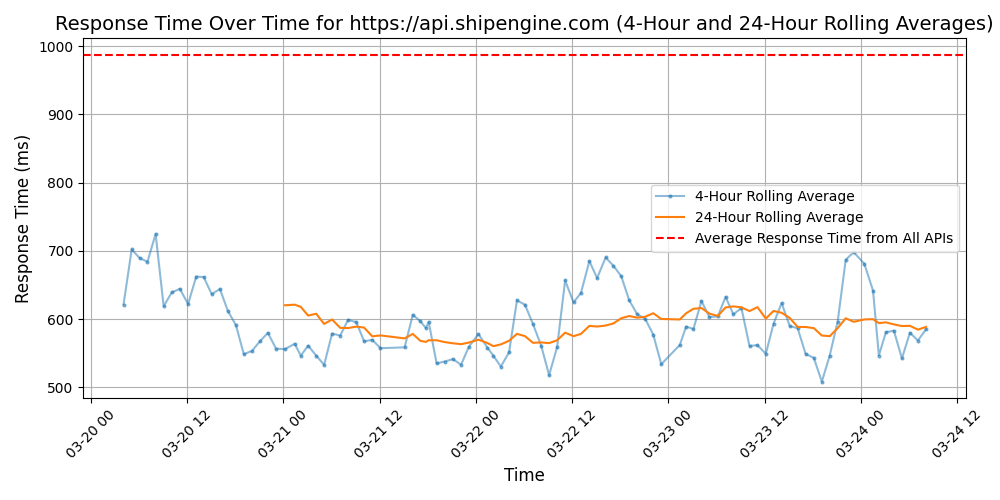 Response Time Over Time for https://api.shipengine.com (4-Hour and 24-Hour Rolling Averages)
Response Time (ms)
1000
900
800
700
600
500
4-Hour Rolling Average
24-Hour Rolling Average
Average Response Time from All APIs
03-20 00
03-20 12
03-21 00
03-21 12
03-22 00
03-22 12
03-23 00
03-23 12
03-24 00
03-24 12
Time